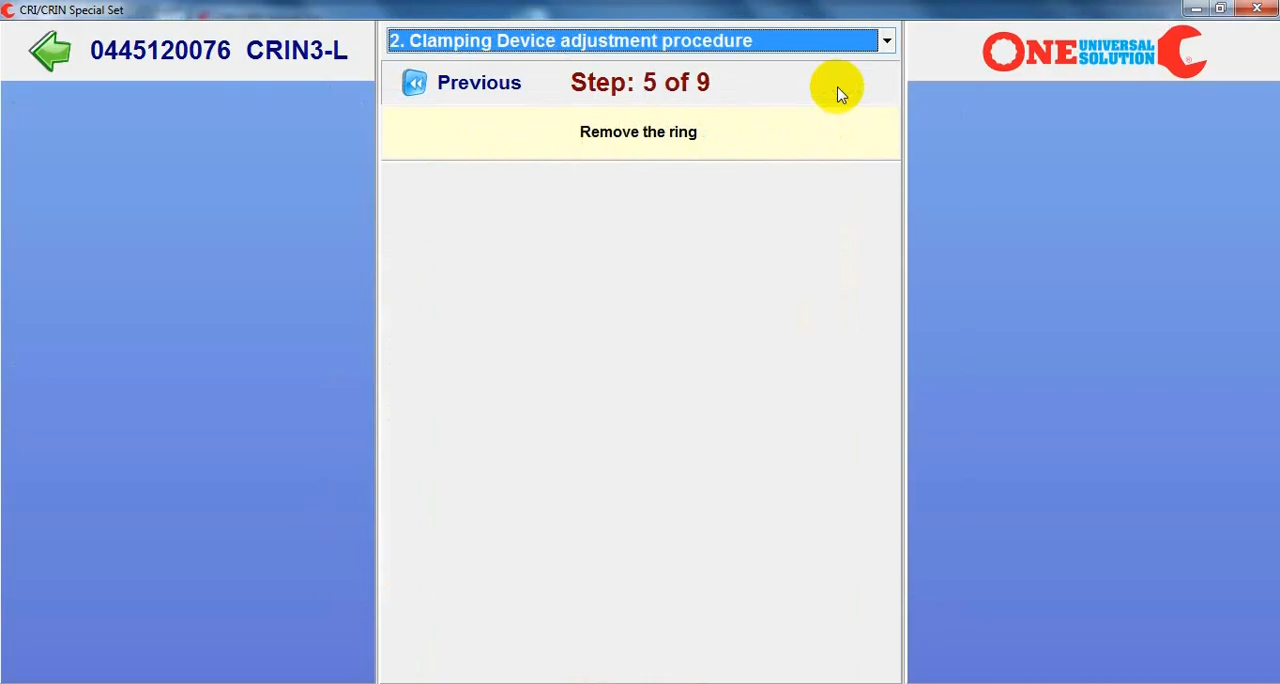 CRI/CRIN Special Set
0445120076 CRIN3-L
2. Clamping Device adjustment procedure
ONE UNIVERSAL SOLUTION
Previous
Step: 5 of 9
Remove the ring